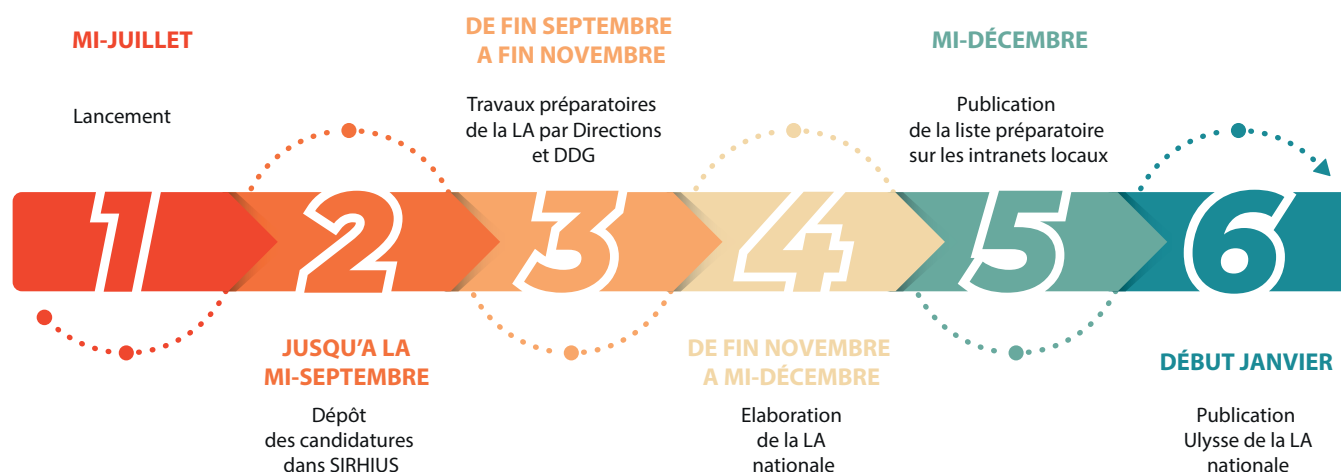 MI-JUILLET
Lancement
1
2
JUSQU'A LA
MI-SEPTEMBRE
Dépôt
des candidatures
dans SIRHIUS
DE FIN SEPTEMBRE
A FIN NOVEMBRE
Travaux préparatoires
de la LA par Directions
et DDG
3
4
DE FIN NOVEMBRE
A MI-DÉCEMBRE
Elaboration
de la LA
nationale
MI-DÉCEMBRE
Publication
de la liste préparatoire
sur les intranets locaux
5
6
DÉBUT JANVIER
Publication
Ulysse de la LA
nationale